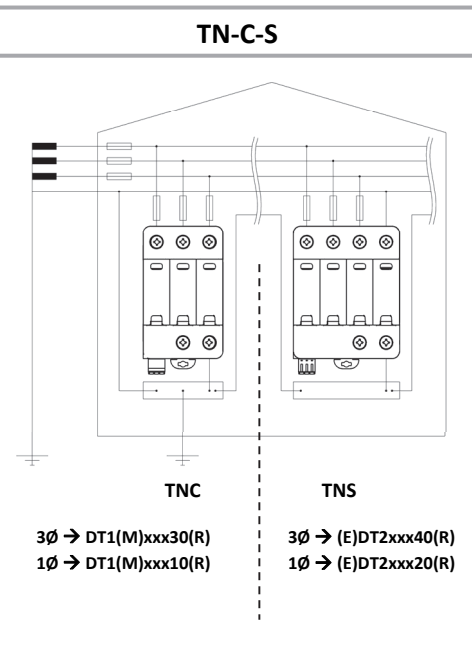 TN-C-S
TNC
3Ø → DT1(M)xxx30(R)
1Ø → DT1(M)xxx10(R)
TNS
3Ø → (E)DT2xxx40(R)
1Ø → (E)DT2xxx20(R)